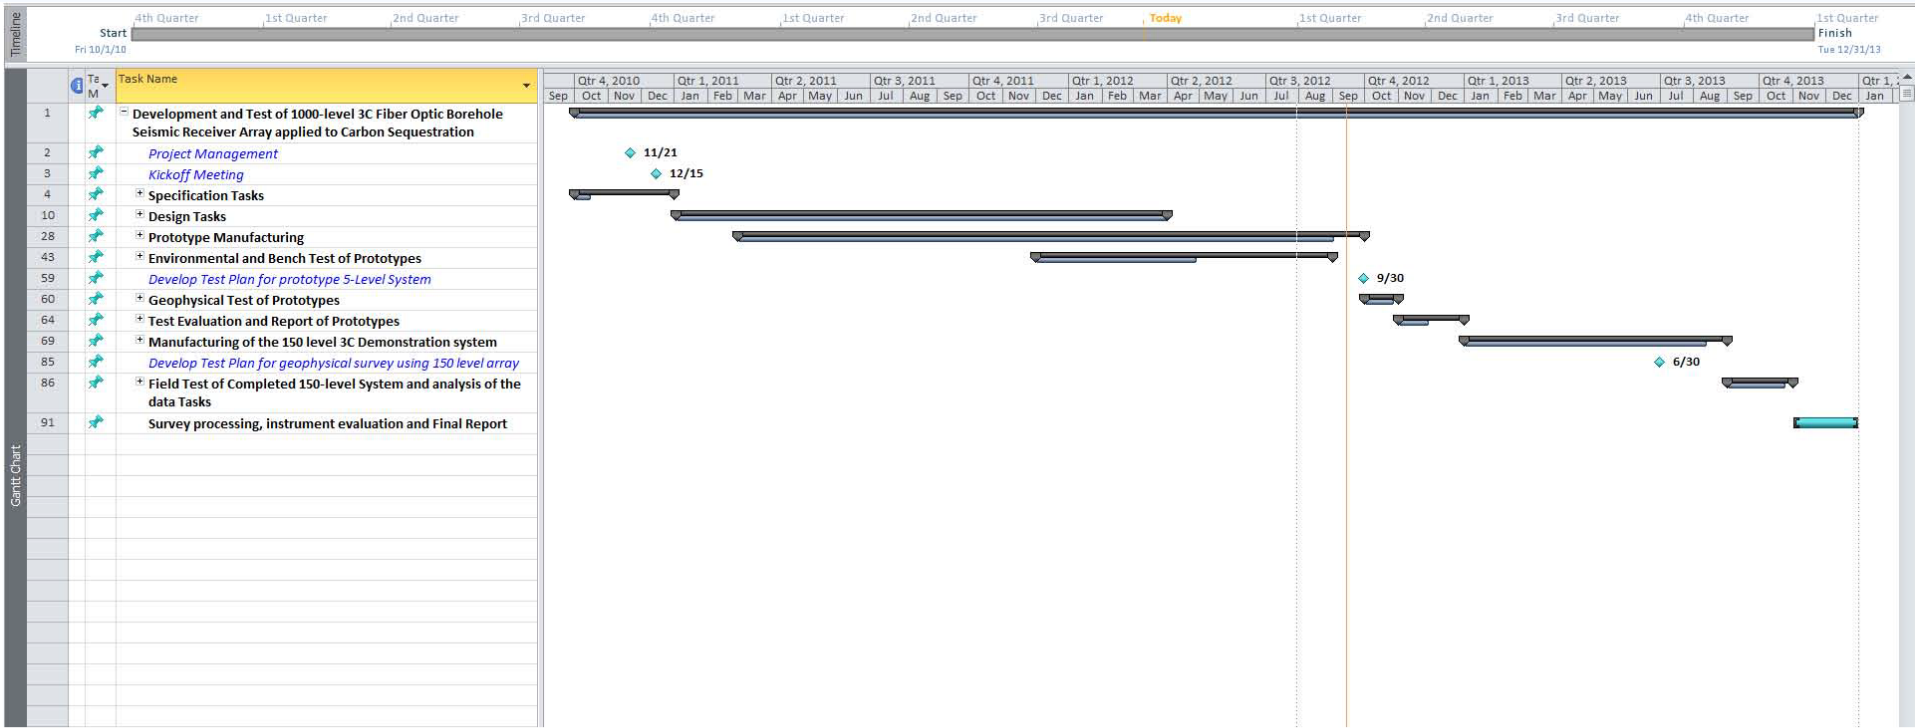 Timeline
4th Quarter 1st Quarter 2nd Quarter 3rd Quarter 4th Quarter 1st Quarter 2nd Quarter 3rd Quarter Today 1st Quarter 2nd Quarter 3rd Quarter 4th Quarter 1st Quarter
Start
Fri 10/1/10
Finish
Tue 12/31/13
Ta
M
Task Name
Qtr 4, 2010 Qtr 1, 2011 Qtr 2, 2011 Qtr 3, 2011 Qtr 4, 2011 Qtr 1, 2012 Qtr 2, 2012 Qtr 3, 2012 Qtr 4, 2012 Qtr 1, 2013 Qtr 2, 2013 Qtr 3, 2013 Qtr 4, 2013 Qtr 1,
Sep Oct Nov Dec Jan Feb Mar Apr May Jun Jul Aug Sep Oct Nov Dec Jan Feb Mar Apr May Jun Jul Aug Sep Oct Nov Dec Jan Feb Mar Apr May Jun Jul Aug Sep Oct Nov Dec Jan
1 Development and Test of 1000-level 3C Fiber Optic Borehole
Seismic Receiver Array applied to Carbon Sequestration
2 Project Management 11/21
3 Kickoff Meeting 12/15
4 Specification Tasks
10 Design Tasks
28 Prototype Manufacturing
43 Environmental and Bench Test of Prototypes
59 Develop Test Plan for prototype 5-Level System 9/30
60 Geophysical Test of Prototypes
64 Test Evaluation and Report of Prototypes
69 Manufacturing of the 150 level 3C Demonstration system
85 Develop Test Plan for geophysical survey using 150 level array 6/30
86 Field Test of Completed 150-level System and analysis of the
data Tasks
91 Survey processing, instrument evaluation and Final Report
Gantt Chart